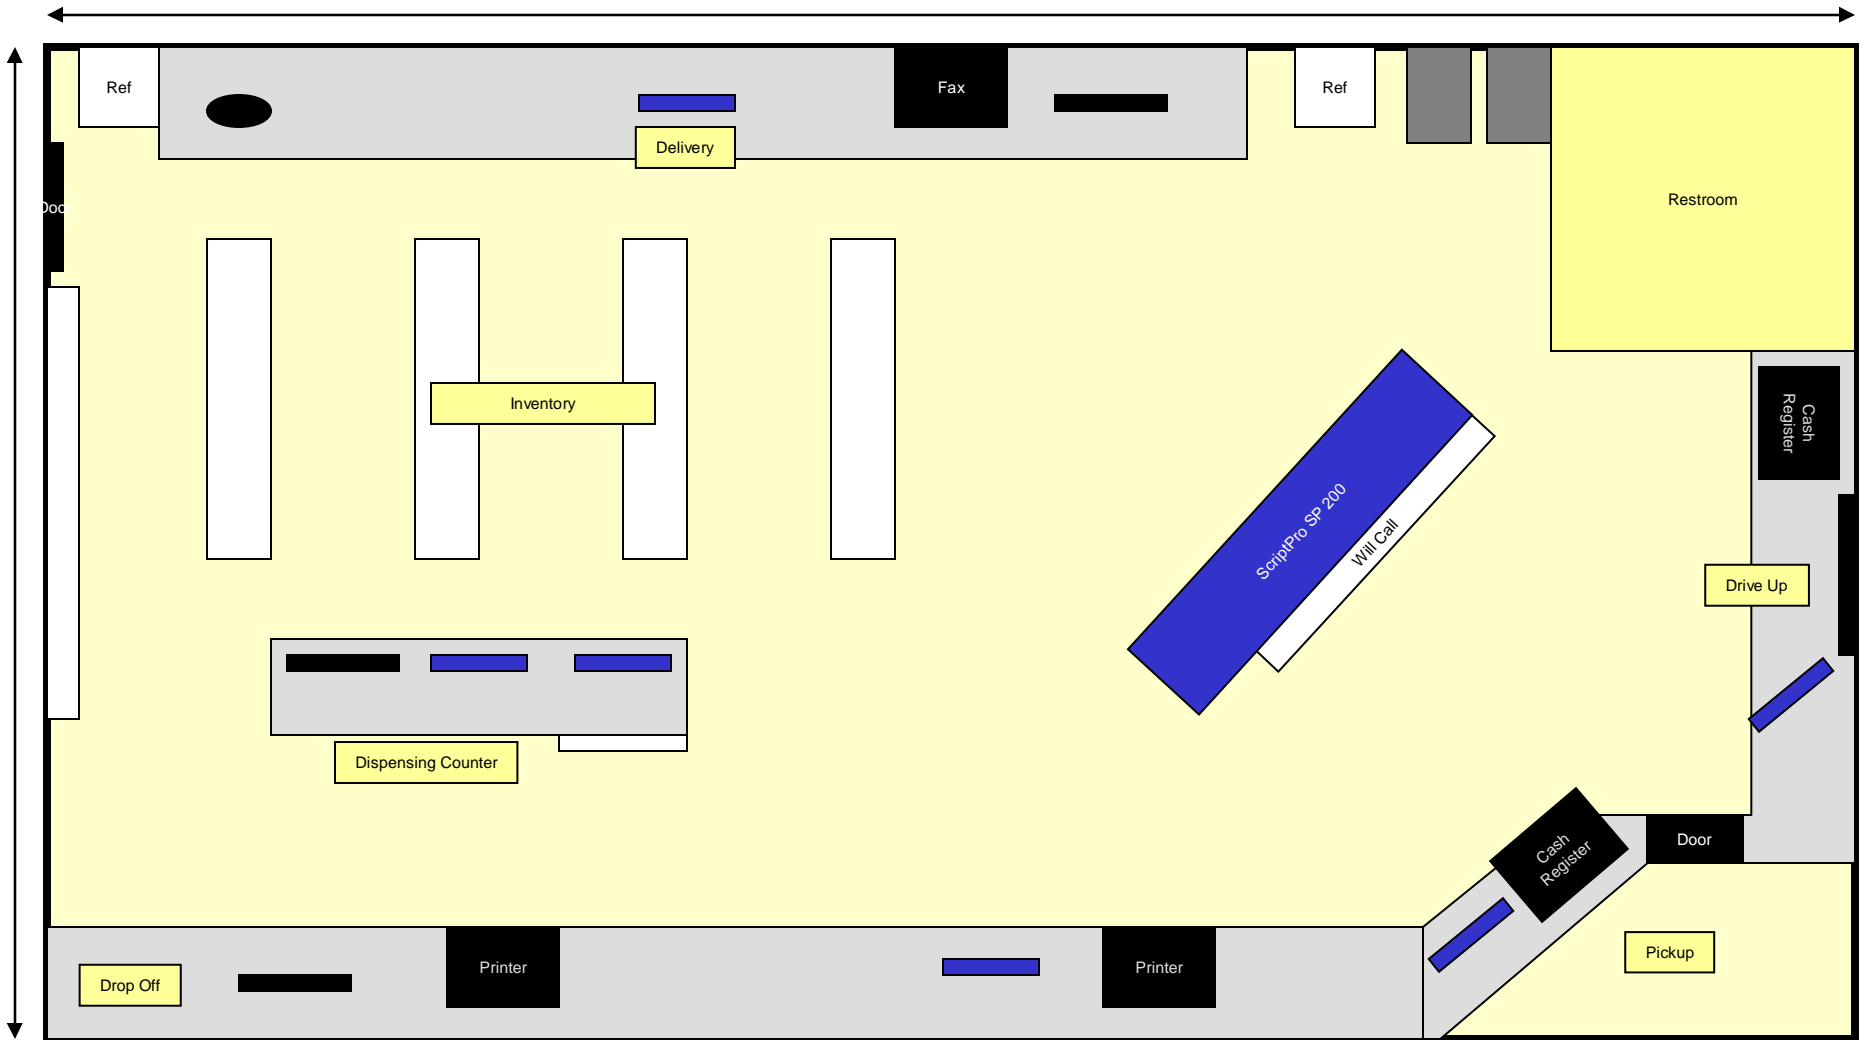 Ref
Fax
Ref
Delivery
Restroom
Door
Inventory
Cash
Register
ScriptPro SP 200
Will Call
Drive Up
Dispensing Counter
Door
Cash
Register
Pickup
Printer
Printer
Drop Off